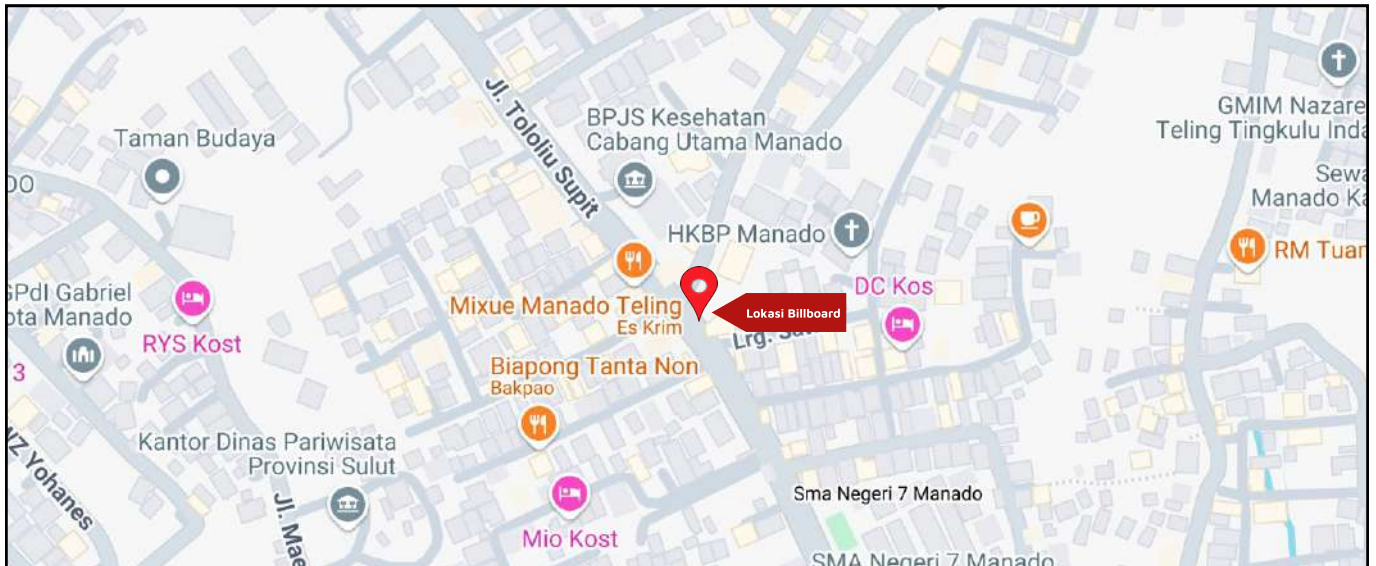 Taman Budaya
Jl. Tololiu Supit
BPJS Kesehatan
Cabang Utama Manado
GMIM Nazare
Teling Tingkulu Inda
Sewa
Manado Ka
HKBP Manado
RM Tuan
Mixue Manado Teling
Es Krim
Lokasi Billboard
DC Kos
Lrg.
GPdI Gabriel
ota Manado
RYS Kost
3
Biapong Tanta Non
Bakpao
Kantor Dinas Pariwisata
Provinsi Sulut
Yohanes
Jl. Mae
Mio Kost
Sma Negeri 7 Manado
SMA Negeri 7 Manado